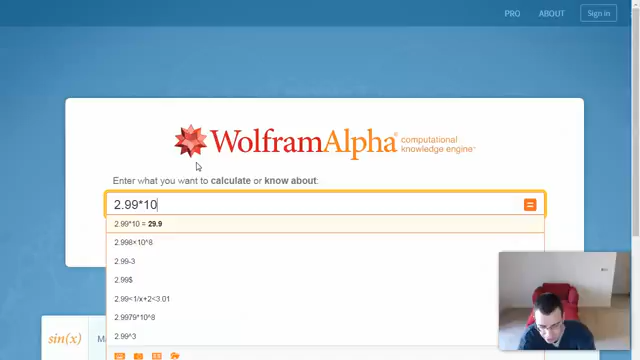 PRO ABOUT Sign in
WolframAlpha computational knowledge engine
Enter what you want to calculate or know about:
2.99*10
2.99*10 = 29.9
2.998×10^8
2.99-3
2.99$
2.99<1/x+2<3.01
2.9979*10^8
2.99^3
sin(x)